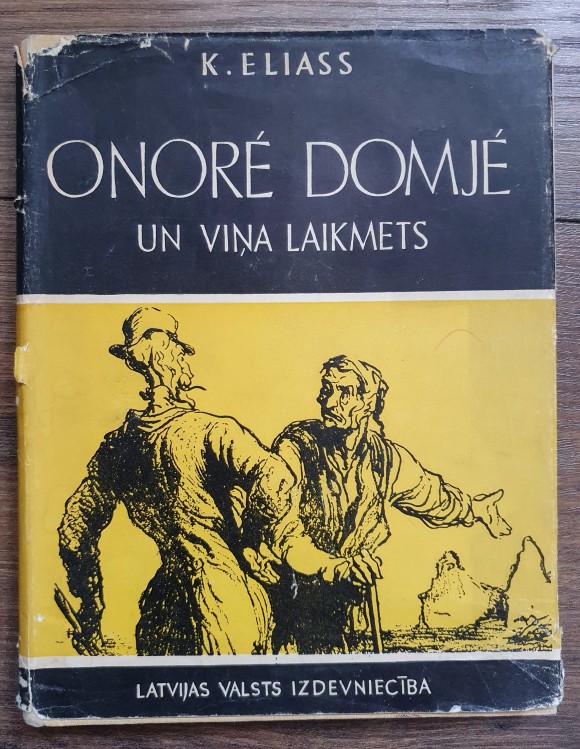 K. ELIASS
ONORÉ DOMJÉ
UN VIŅA LAIKMETS
LATVIJAS VALSTS IZDEVNIECĪBA